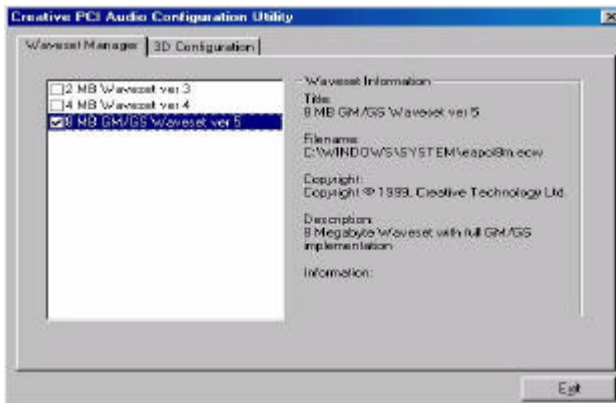 Creative PCI Audio Configuration Utility
Waveset Manager
3D Configuration
2 MB Waveset ver 3
4 MB Waveset ver 4
8 MB GM/GS Waveset ver 5
Waveset Information
Title:
8 MB GM/GS Waveset ver 5
Filename:
C:\WINDOWS\SYSTEM\eapci8m.ecw
Copyright:
Copyright © 1999, Creative Technology Ltd.
Description:
8 Megabyte Waveset with full GM/GS
implementation
Information:
Exit